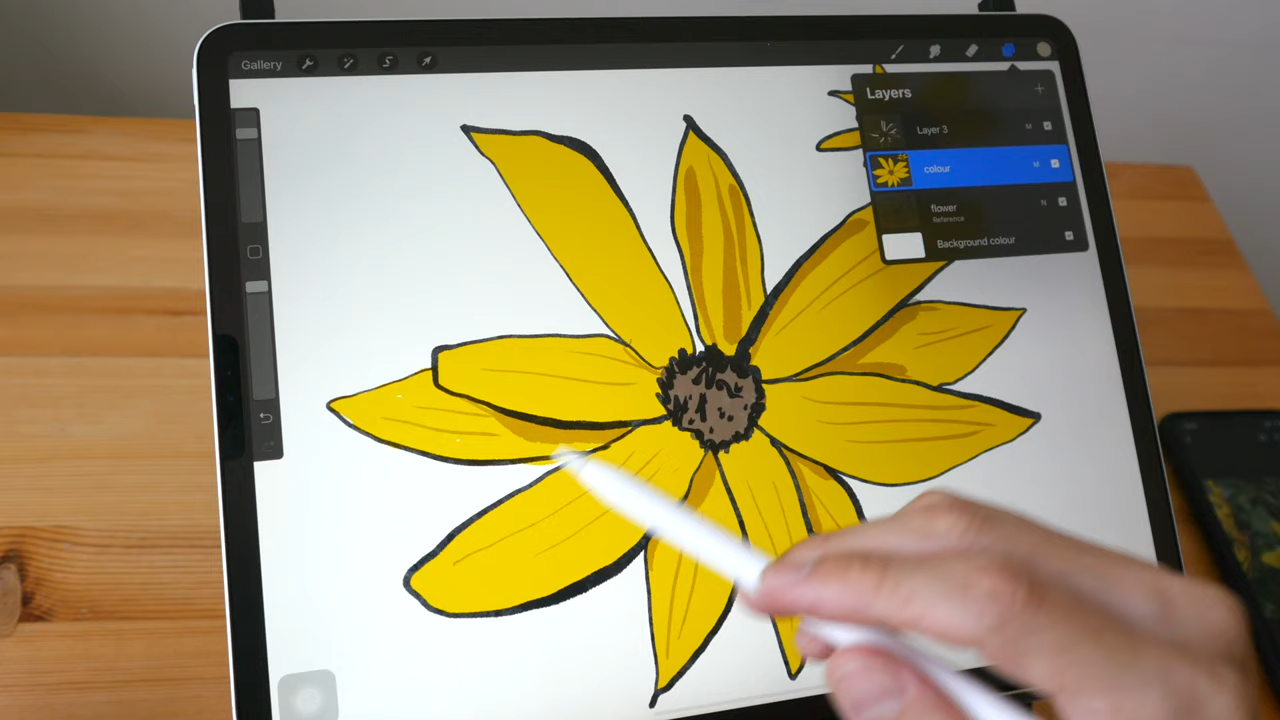 Gallery
Layers
Layer 3 M
colour M
flower N
Reference
Background colour